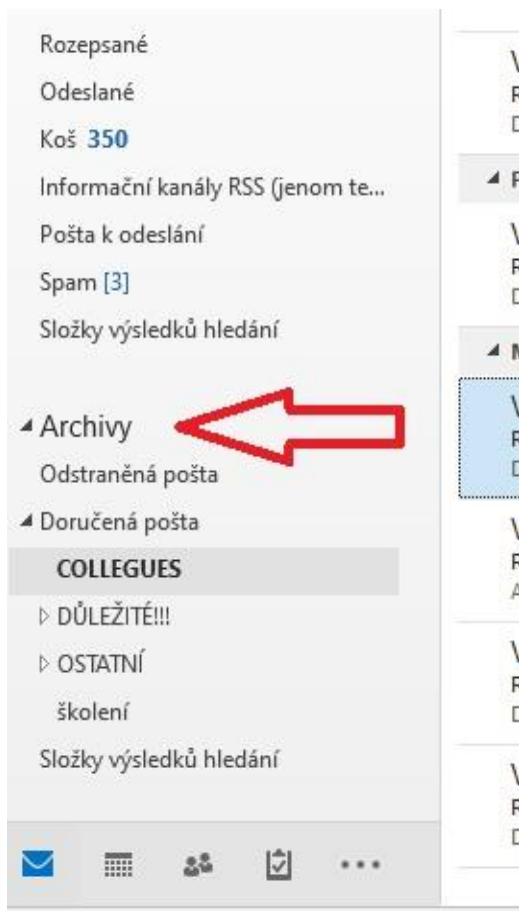 Rozepsané
Odeslané
Koš 350
Informační kanály RSS (jenom te...
Pošta k odeslání
Spam [3]
Složky výsledků hledání
Archivy
Odstraněná pošta
Doručená pošta
COLLEGUES
DŮLEŽITÉ!!!
OSTATNÍ
školení
Složky výsledků hledání